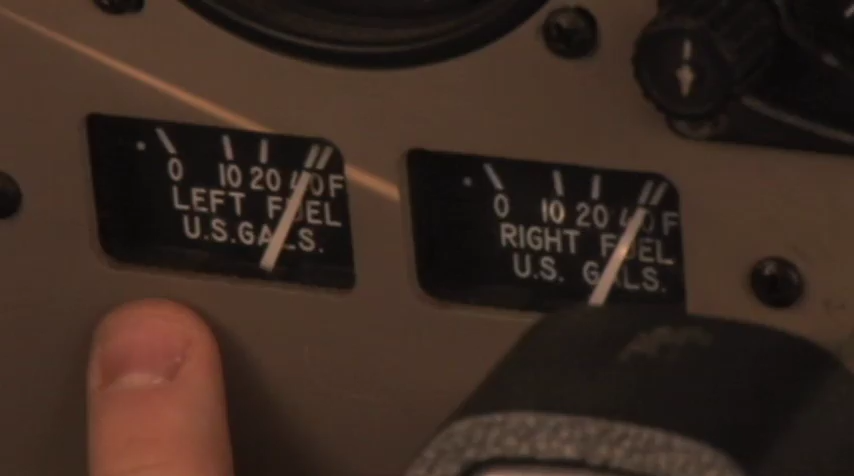 0 10 20 40 F
LEFT FUEL
U.S.GALS.
0 10 20 40 F
RIGHT FUEL
U.S. GALS.